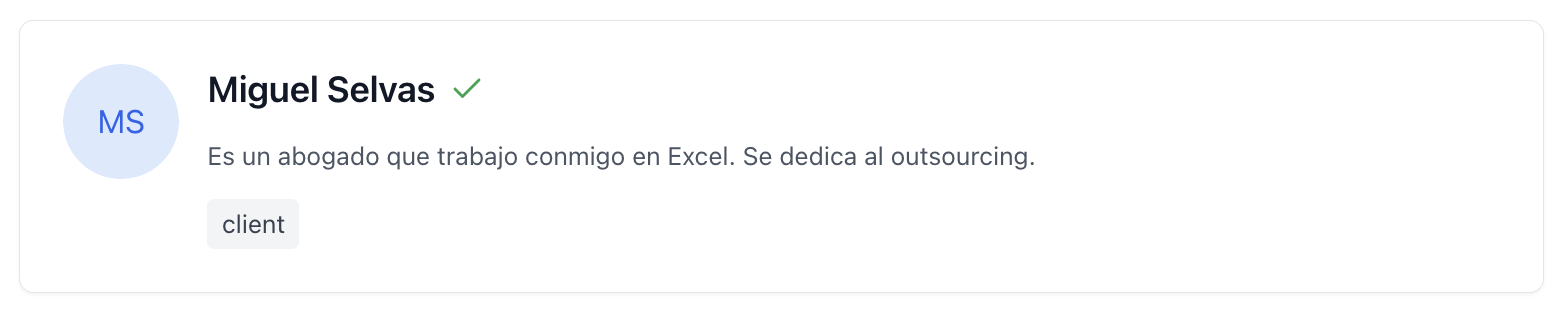 MS
Miguel Selvas
Es un abogado que trabajo conmigo en Excel. Se dedica al outsourcing.
client